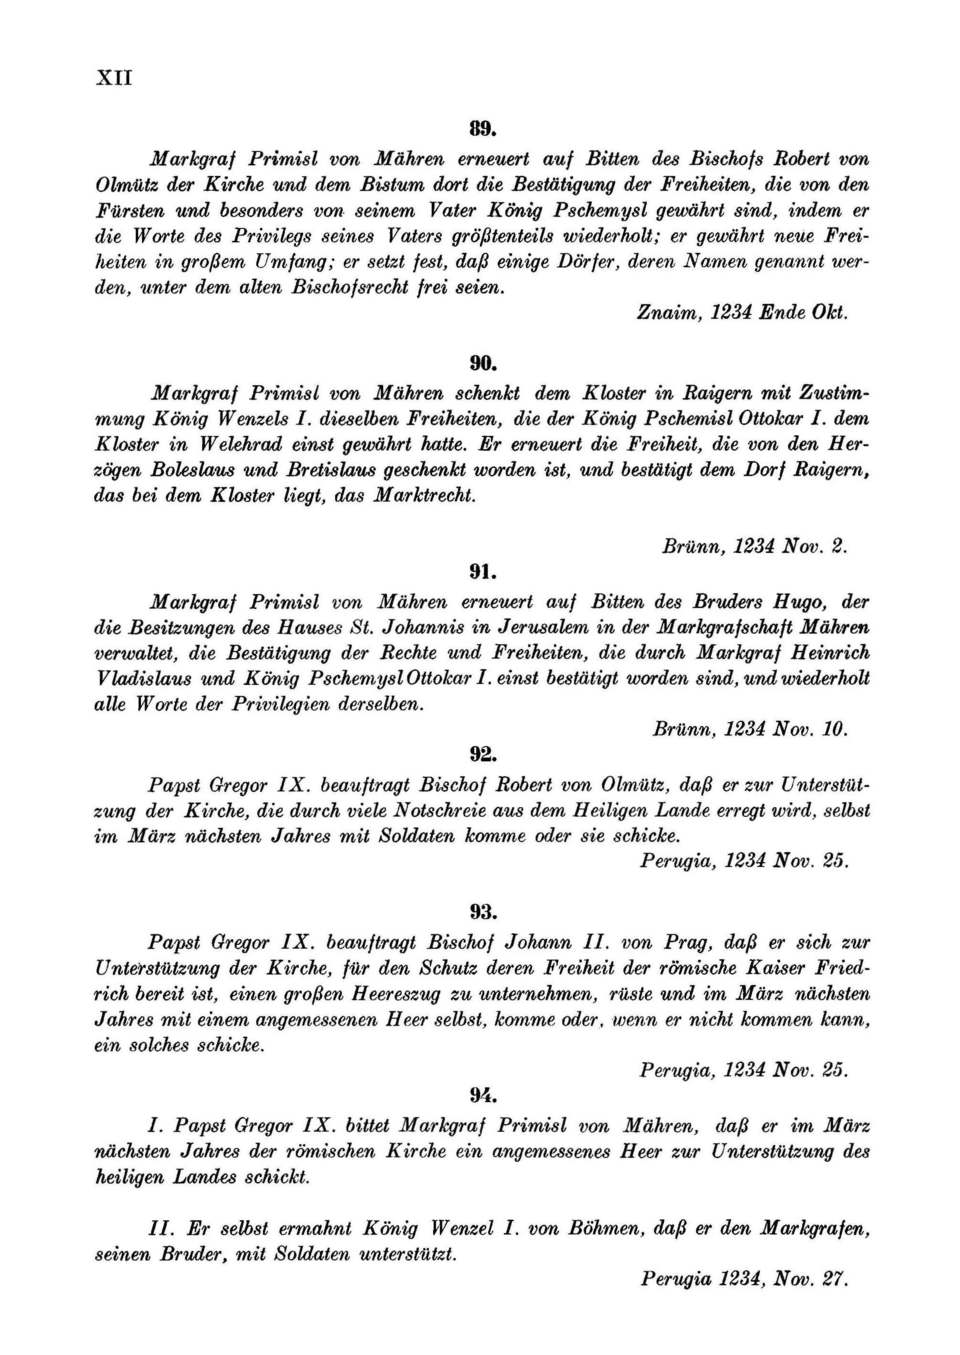 XII
89.
Markgraf Primisl von Mähren erneuert auf Bitten des Bischofs Robert von
Olmütz der Kirche und dem Bistum dort die Bestätigung der Freiheiten, die von den
Fürsten und besonders von seinem Vater König Pschemysl gewährt sind, indem er
die Worte des Privilegs seines Vaters größtenteils wiederholt; er gewährt neue Frei-
heiten in großem Umfang; er setzt fest, daß einige Dörfer, deren Namen genannt wer-
den, unter dem alten Bischofsrecht frei seien.
Znaim, 1234 Ende Okt.
90.
Markgraf Primisl von Mähren schenkt dem Kloster in Raigern mit Zustim-
mung König Wenzels I. dieselben Freiheiten, die der König Pschemisl Ottokar I. dem
Kloster in Welehrad einst gewährt hatte. Er erneuert die Freiheit, die von den Her-
zögen Boleslaus und Bretislaus geschenkt worden ist, und bestätigt dem Dorf Raigern,
das bei dem Kloster liegt, das Marktrecht.
Brünn, 1234 Nov. 2.
91.
Markgraf Primisl von Mähren erneuert auf Bitten des Bruders Hugo, der
die Besitzungen des Hauses St. Johannis in Jerusalem in der Markgrafschaft Mähren
verwaltet, die Bestätigung der Rechte und Freiheiten, die durch Markgraf Heinrich
Vladislaus und König Pschemysl Ottokar I. einst bestätigt worden sind, und wiederholt
alle Worte der Privilegien derselben.
Brünn, 1234 Nov. 10.
92.
Papst Gregor IX. beauftragt Bischof Robert von Olmütz, daß er zur Unterstüt-
zung der Kirche, die durch viele Notschreie aus dem Heiligen Lande erregt wird, selbst
im März nächsten Jahres mit Soldaten komme oder sie schicke.
Perugia, 1234 Nov. 25.
93.
Papst Gregor IX. beauftragt Bischof Johann II. von Prag, daß er sich zur
Unterstützung der Kirche, für den Schutz deren Freiheit der römische Kaiser Fried-
rich bereit ist, einen großen Heereszug zu unternehmen, rüste und im März nächsten
Jahres mit einem angemessenen Heer selbst, komme oder, wenn er nicht kommen kann,
ein solches schicke.
Perugia, 1234 Nov. 25.
94.
I. Papst Gregor IX. bittet Markgraf Primisl von Mähren, daß er im März
nächsten Jahres der römischen Kirche ein angemessenes Heer zur Unterstützung des
heiligen Landes schickt.
II. Er selbst ermahnt König Wenzel I. von Böhmen, daß er den Markgrafen,
seinen Bruder, mit Soldaten unterstützt.
Perugia 1234, Nov. 27.